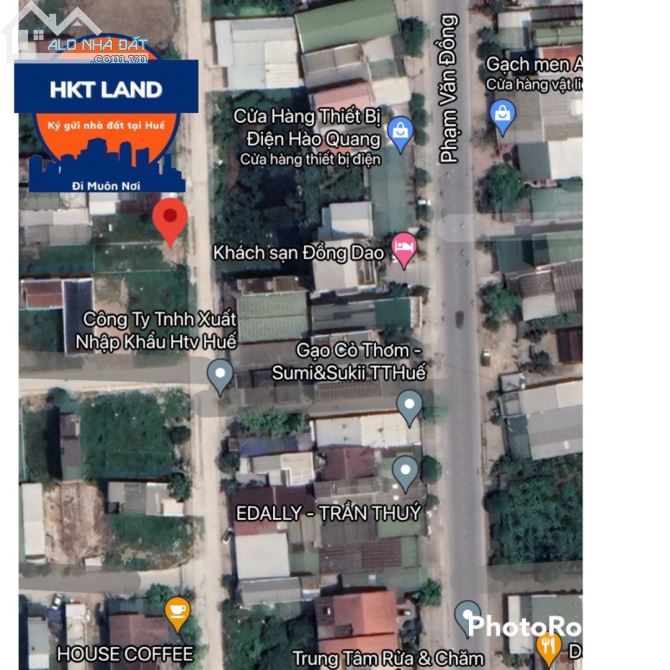 ALO NHÀ ĐẤT
.com.vn
HKT LAND
Ký gửi nhà đất tại Huế
Đi Muôn Nơi
Phạm Văn Đồng
Gạch men A
Cửa hàng vật liệ
Cửa Hàng Thiết Bị
Điện Hào Quang
Cửa hàng thiết bị điện
Khách sạn Đồng Dao
Công Ty Tnhh Xuất
Nhập Khẩu Htv Huế
Gạo Cỏ Thơm -
Sumi&Sukii TTHuế
EDALLY - TRẦN THUÝ
PhotoRo
HOUSE COFFEE
Trung Tâm Rửa & Chăm